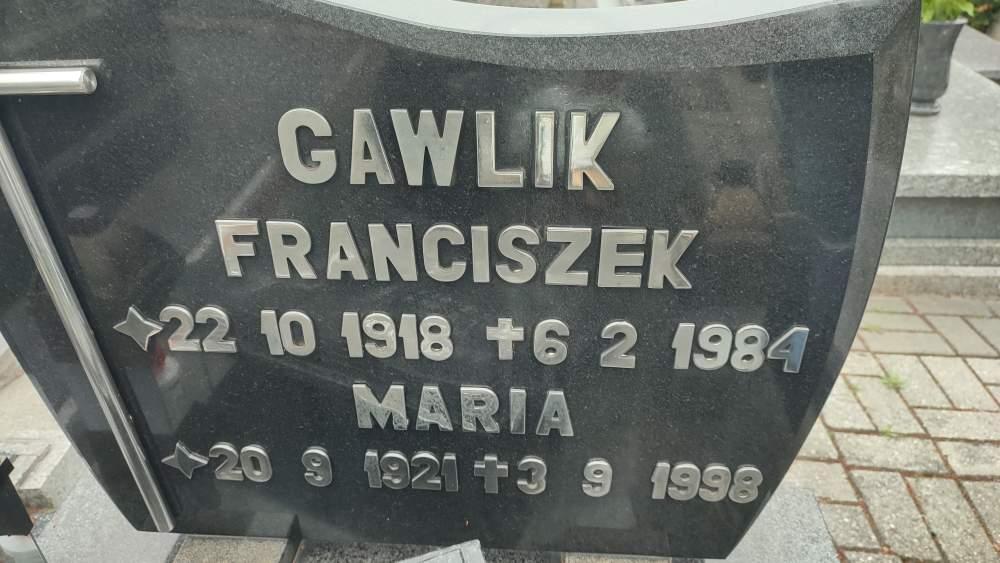 GAWLIK
FRANCISZEK
22 10 1918 6 2 1984
MARIA
20 9 1921 3 9 1998